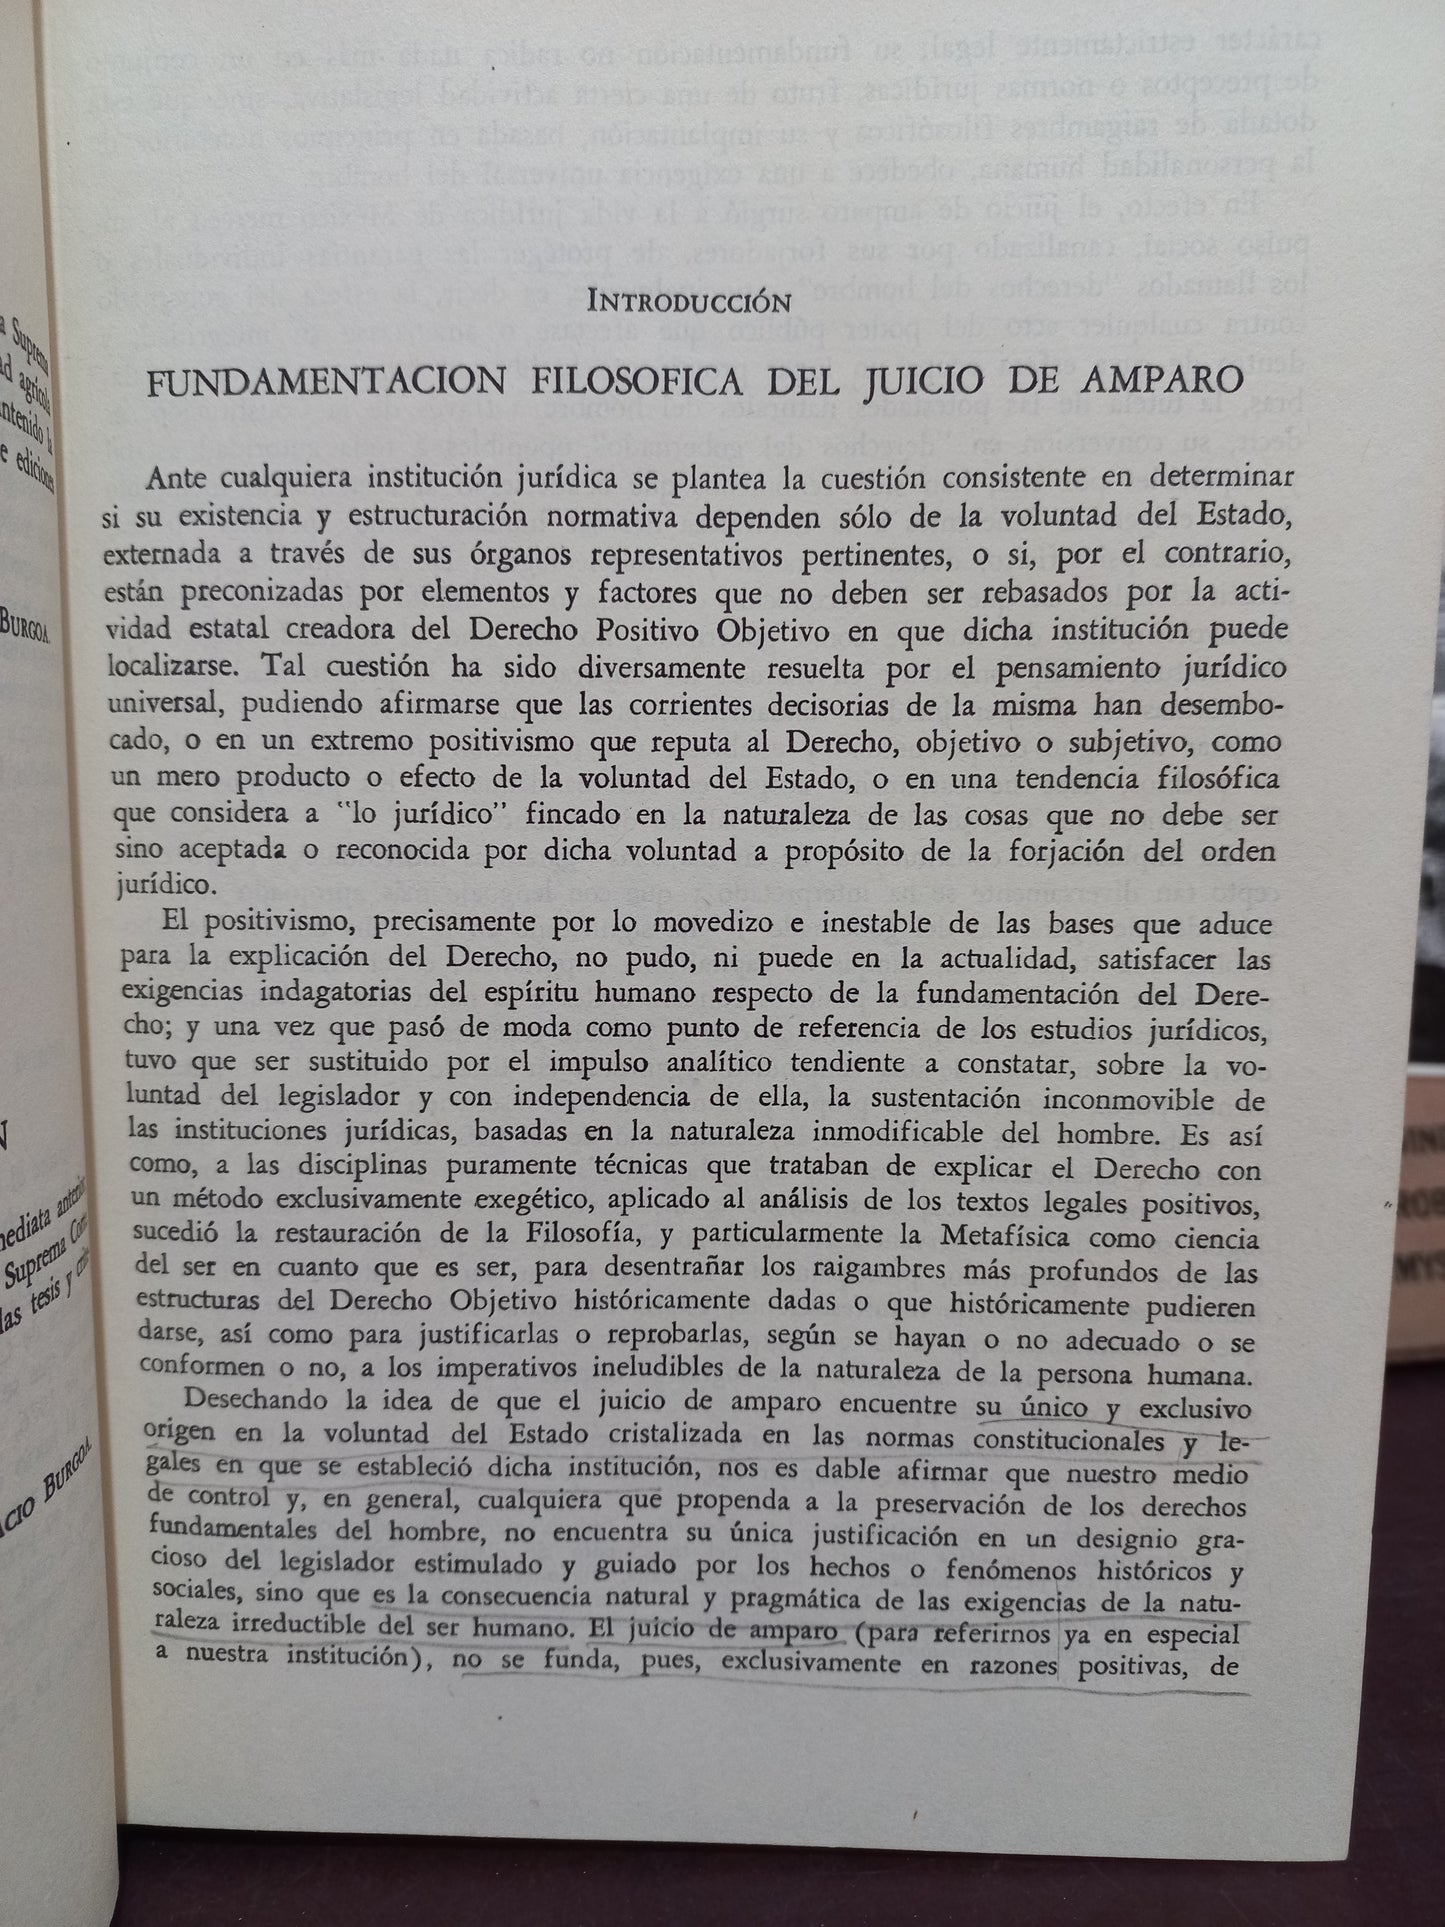 a Suprema
ad agrícola
ntenido la
e ediciones
BURGOA
N
mediata anterior
Suprema Cort
las tesis y
ACIO BURGOA
INTRODUCCIÓN
FUNDAMENTACION FILOSOFICA DEL JUICIO DE AMPARO
Ante cualquiera institución jurídica se plantea la cuestión consistente en determinar
si su existencia y estructuración normativa dependen sólo de la voluntad del Estado,
externada a través de sus órganos representativos pertinentes, o si, por el contrario,
están preconizadas por elementos y factores que no deben ser rebasados por la acti-
vidad estatal creadora del Derecho Positivo Objetivo en que dicha institución puede
localizarse. Tal cuestión ha sido diversamente resuelta por el pensamiento jurídico
universal, pudiendo afirmarse que las corrientes decisorias de la misma han desembo-
cado, o en un extremo positivismo que reputa al Derecho, objetivo o subjetivo, como
un mero producto o efecto de la voluntad del Estado, o en una tendencia filosófica
que considera a "lo jurídico" fincado en la naturaleza de las cosas que no debe ser
sino aceptada o reconocida por dicha voluntad a propósito de la forjación del orden
jurídico.
El positivismo, precisamente por lo movedizo e inestable de las bases que aduce
para la explicación del Derecho, no pudo, ni puede en la actualidad, satisfacer las
exigencias indagatorias del espíritu humano respecto de la fundamentación del Dere-
cho; y una vez que pasó de moda como punto de referencia de los estudios jurídicos,
tuvo que ser sustituido por el impulso analítico tendiente a constatar, sobre la vo-
luntad del legislador y con independencia de ella, la sustentación inconmovible de
las instituciones jurídicas, basadas en la naturaleza inmodificable del hombre. Es así
como, a las disciplinas puramente técnicas que trataban de explicar el Derecho con
un método exclusivamente exegético, aplicado al análisis de los textos legales positivos,
sucedió la restauración de la Filosofía, y particularmente la Metafísica como ciencia
del ser en cuanto que es ser, para desentrañar los raigambres más profundos de las
estructuras del Derecho Objetivo históricamente dadas o que históricamente pudieren
darse, así como para justificarlas o reprobarlas, según se hayan o no adecuado o se
conformen o no, a los imperativos ineludibles de la naturaleza de la persona humana.
Desechando la idea de que el juicio de amparo encuentre su único y exclusivo
origen en la voluntad del Estado cristalizada en las normas constitucionales y le-
gales en que se estableció dicha institución, nos es dable afirmar que nuestro medio
de control y, en general, cualquiera que propenda a la preservación de los derechos
fundamentales del hombre, no encuentra su única justificación en un designio gra-
cioso del legislador estimulado y guiado por los hechos o fenómenos históricos y
sociales, sino que es la consecuencia natural y pragmática de las exigencias de la natu-
raleza irreductible del ser humano. El juicio de amparo (para referirnos ya en especial
a nuestra institución), no se funda, pues, exclusivamente en razones positivas, de
VINI
ROB
MYS